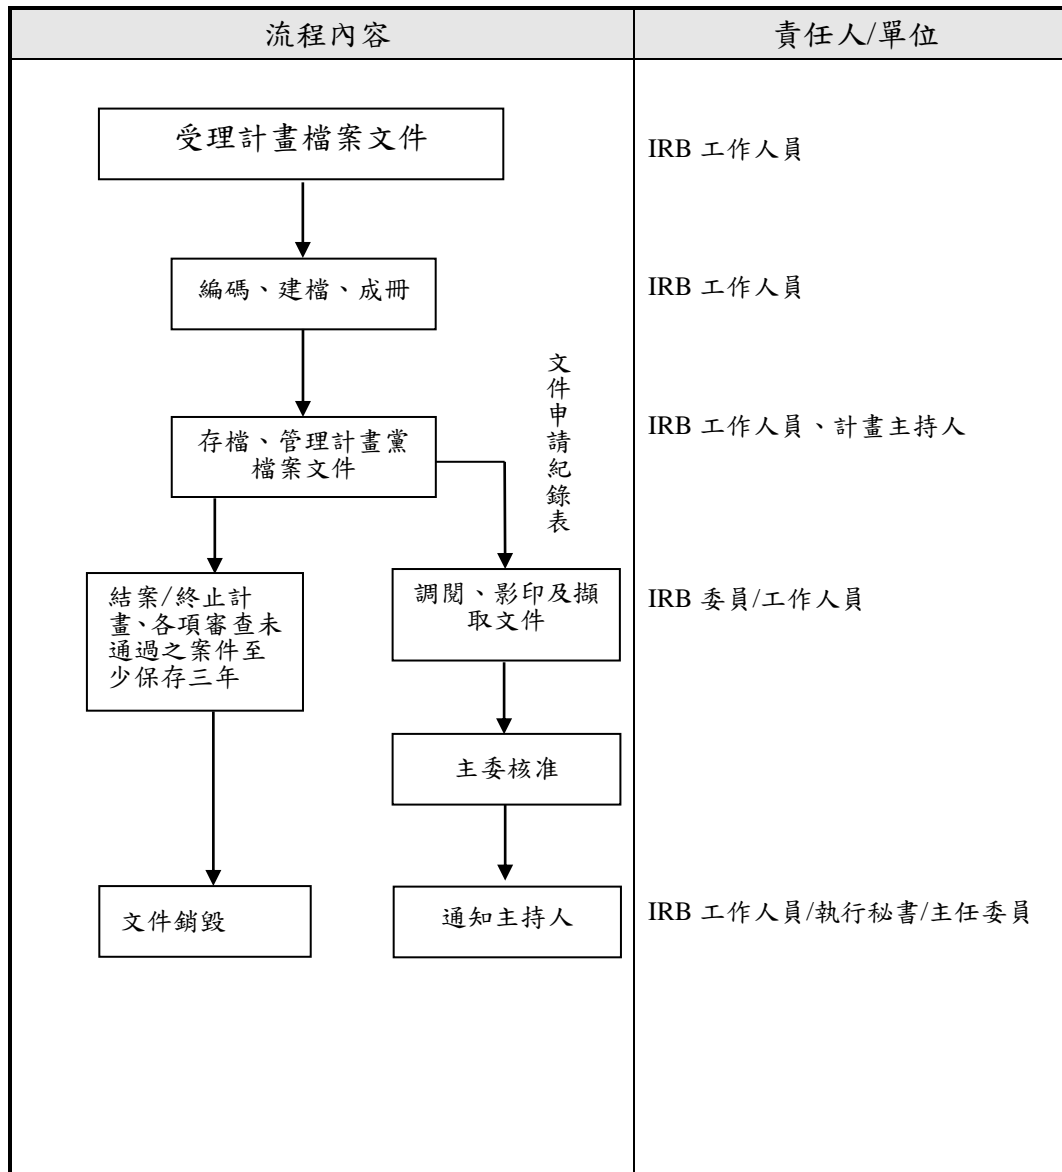 流程內容
責任人/單位
受理計畫檔案文件
IRB 工作人員
編碼、建檔、成冊
IRB 工作人員
文件申請紀錄表
存檔、管理計畫黨
檔案文件
IRB 工作人員、計畫主持人
結案/終止計
畫、各項審查未
通過之案件至
少保存三年
調閱、影印及擷
取文件
IRB 委員/工作人員
主委核准
文件銷毀
通知主持人
IRB 工作人員/執行秘書/主任委員